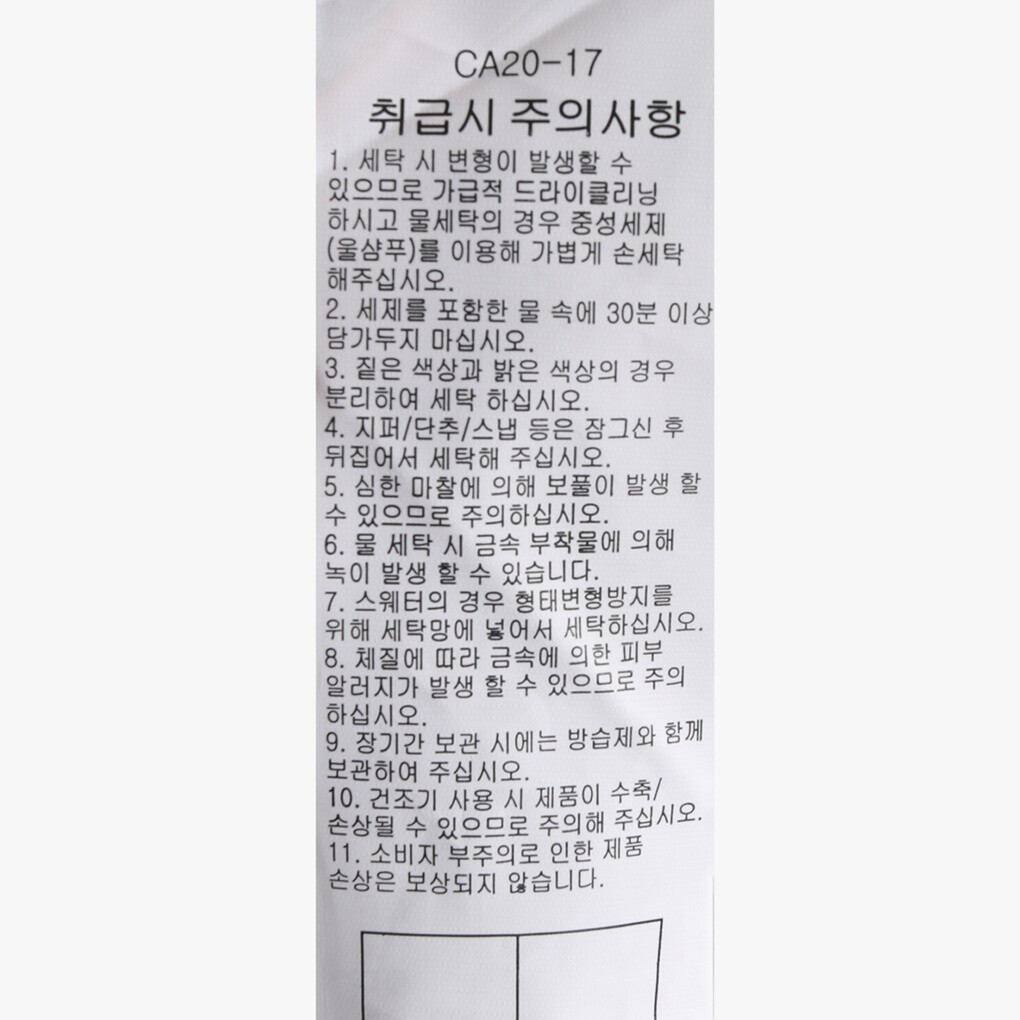 CA20-17
취급시 주의사항
1. 세탁 시 변형이 발생할 수
있으므로 가급적 드라이클리닝
하시고 물세탁의 경우 중성세제
(울샴푸)를 이용해 가볍게 손세탁
해주십시오.
2. 세제를 포함한 물 속에 30분 이상
담가두지 마십시오.
3. 짙은 색상과 밝은 색상의 경우
분리하여 세탁 하십시오.
4. 지퍼/단추/스냅 등은 잠그신 후
뒤집어서 세탁해 주십시오.
5. 심한 마찰에 의해 보풀이 발생 할
수 있으므로 주의하십시오.
6. 물 세탁 시 금속 부착물에 의해
녹이 발생 할 수 있습니다.
7. 스웨터의 경우 형태변형방지를
위해 세탁망에 넣어서 세탁하십시오.
8. 체질에 따라 금속에 의한 피부
알러지가 발생 할 수 있으므로 주의
하십시오.
9. 장기간 보관 시에는 방습제와 함께
보관하여 주십시오.
10. 건조기 사용 시 제품이 수축/
손상될 수 있으므로 주의해 주십시오.
11. 소비자 부주의로 인한 제품
손상은 보상되지 않습니다.